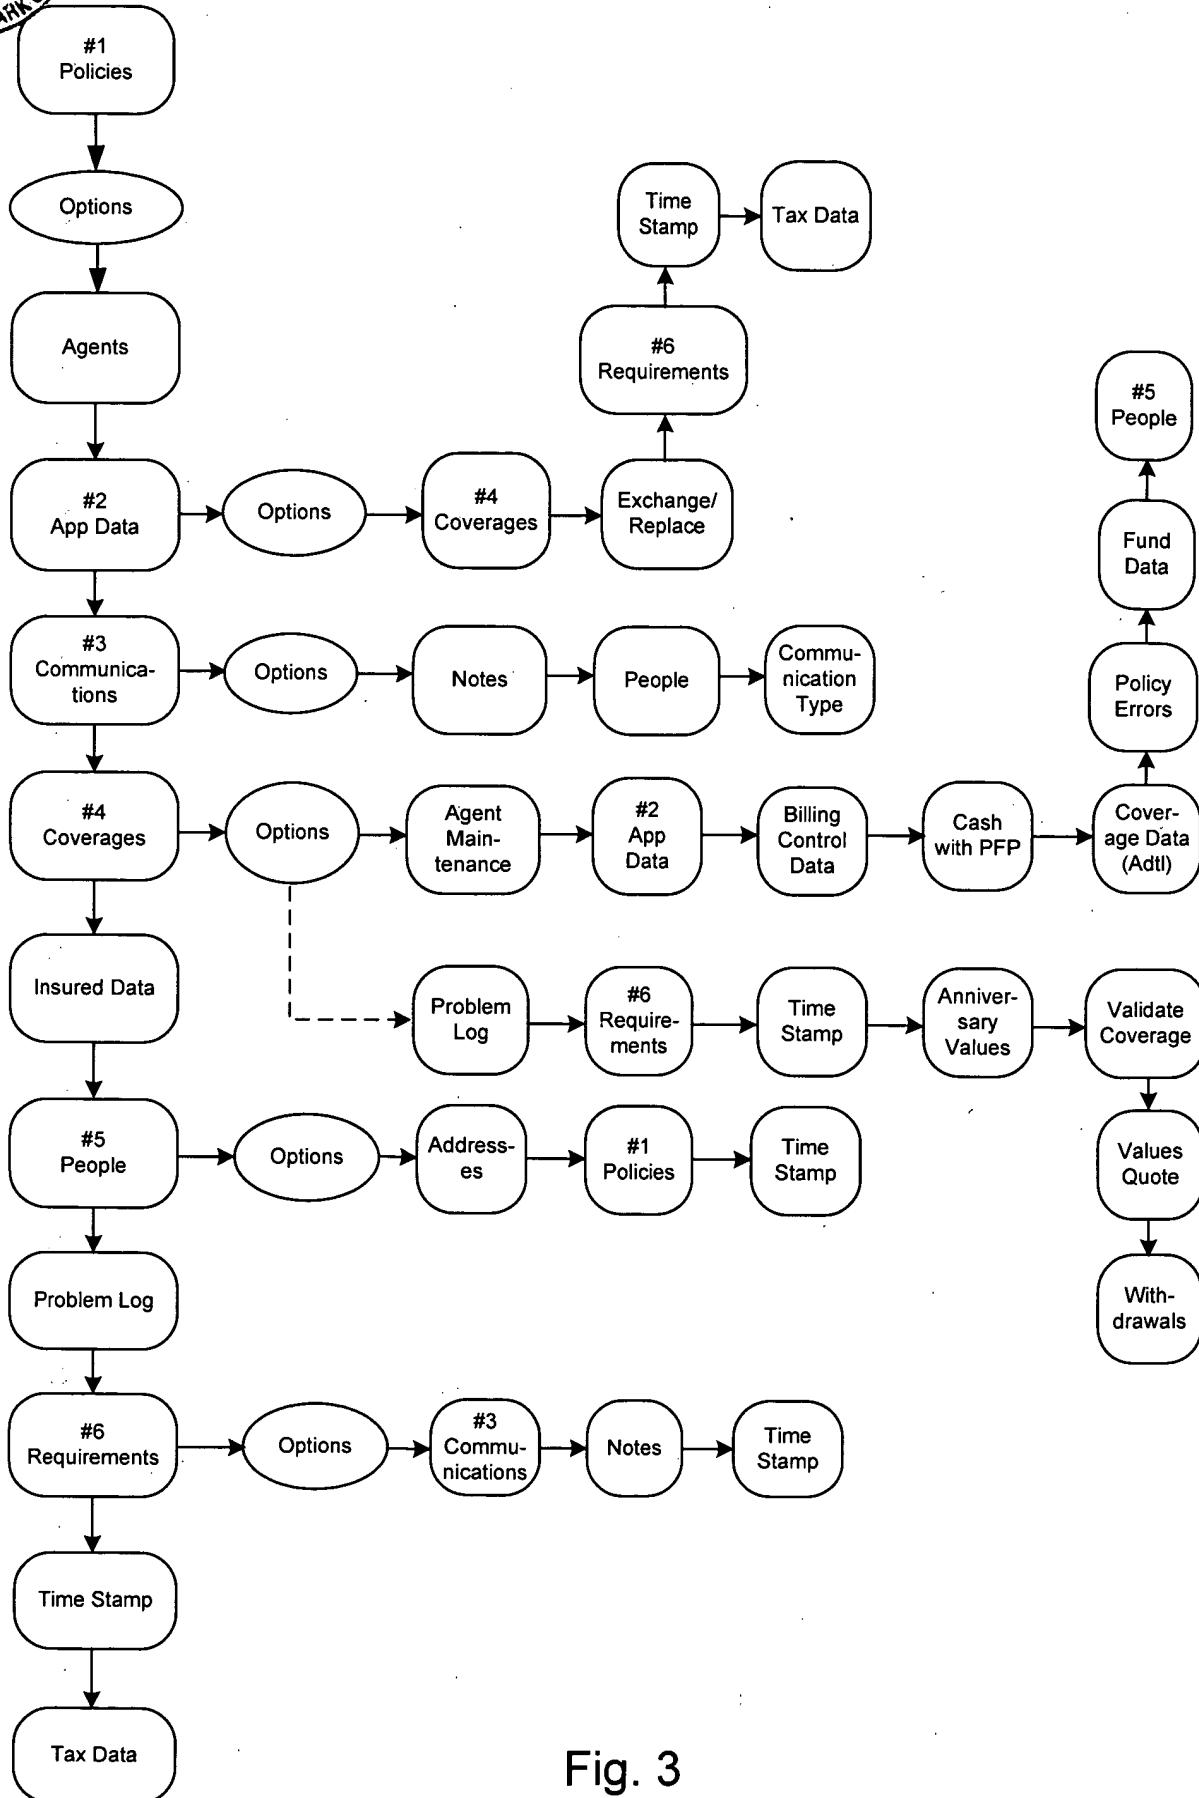 #1
Policies
Options
Agents
Time
Stamp
Tax Data
#6
Requirements
#5
People
#2
App Data
Options
#4
Coverages
Exchange/
Replace
Fund
Data
#3
Communica-
tions
Options
Notes
People
Commu-
nication
Type
Policy
Errors
#4
Coverages
Options
Agent
Main-
tenance
#2
App
Data
Billing
Control
Data
Cash
with PFP
Cover-
age Data
(Adtl)
Insured Data
Problem
Log
#6
Require-
ments
Time
Stamp
Anniver-
sary
Values
Validate
Coverage
#5
People
Options
Address-
es
#1
Policies
Time
Stamp
Values
Quote
Problem Log
With-
drawals
#6
Requirements
Options
#3
Commu-
nications
Notes
Time
Stamp
Time Stamp
Tax Data
Fig. 3